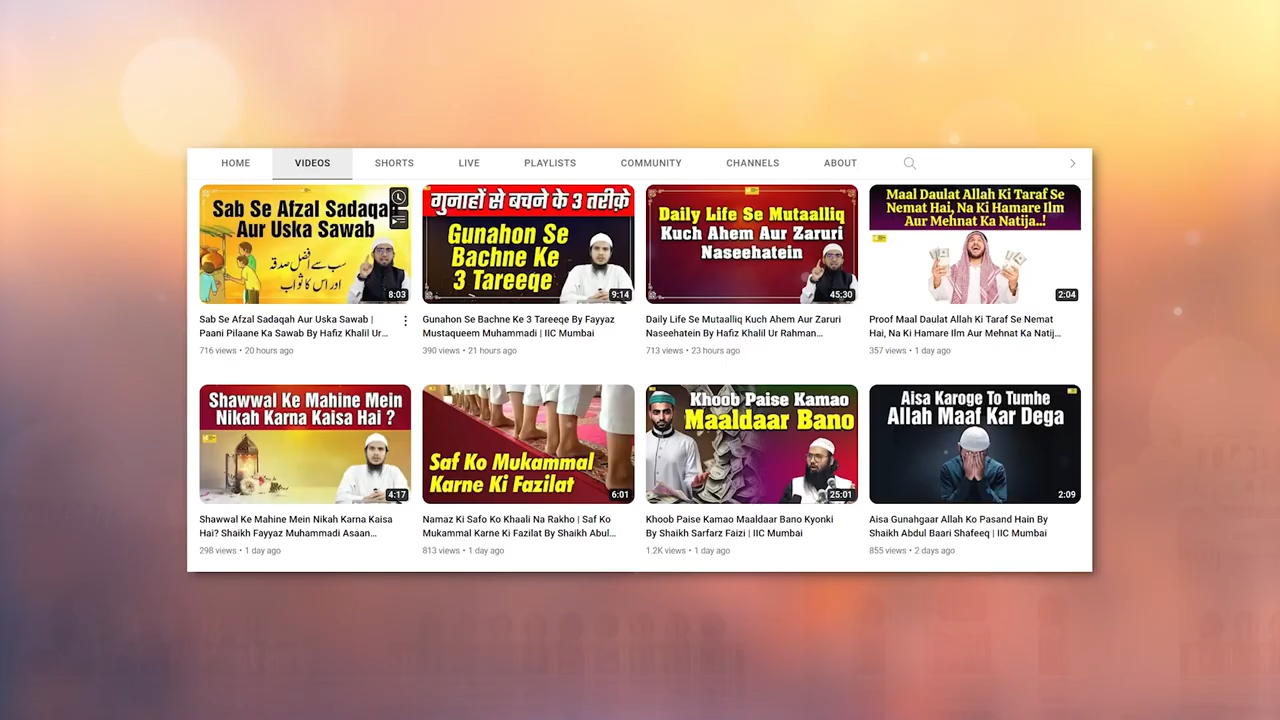 HOME VIDEOS SHORTS LIVE PLAYLISTS COMMUNITY CHANNELS ABOUT
Sab Se Afzal Sadaqa
Aur Uska Sawab
سب سے افضل صدقہ
اور اس کا ثواب
8:03
Sab Se Afzal Sadaqah Aur Uska Sawab |
Paani Pilaane Ka Sawab By Hafiz Khalil Ur...
716 views • 20 hours ago
गुनाहों से बचने के 3 तरीक़े
Gunahon Se
Bachne Ke
3 Tareeqe
9:14
Gunahon Se Bachne Ke 3 Tareeqe By Fayyaz
Mustaqueem Muhammadi | IIC Mumbai
390 views • 21 hours ago
Daily Life Se Mutaalliq
Kuch Ahem Aur Zaruri
Naseehatein
45:30
Daily Life Se Mutaalliq Kuch Ahem Aur Zaruri
Naseehatein By Hafiz Khalil Ur Rahman...
713 views • 23 hours ago
Maal Daulat Allah Ki Taraf Se
Nemat Hai, Na Ki Hamare Ilm
Aur Mehnat Ka Natija..!
2:04
Proof Maal Daulat Allah Ki Taraf Se Nemat
Hai, Na Ki Hamare Ilm Aur Mehnat Ka Natij...
357 views • 1 day ago
Shawwal Ke Mahine Mein
Nikah Karna Kaisa Hai ?
4:17
Shawwal Ke Mahine Mein Nikah Karna Kaisa
Hai? Shaikh Fayyaz Muhammadi Asaan...
298 views • 1 day ago
Saf Ko Mukammal
Karne Ki Fazilat
6:01
Namaz Ki Safo Ko Khaali Na Rakho | Saf Ko
Mukammal Karne Ki Fazilat By Shaikh Abul...
813 views • 1 day ago
Khoob Paise Kamao
Maaldaar Bano
25:01
Khoob Paise Kamao Maaldaar Bano Kyonki
By Shaikh Sarfarz Faizi | IIC Mumbai
1.2K views • 1 day ago
Aisa Karoge To Tumhe
Allah Maaf Kar Dega
2:09
Aisa Gunahgaar Allah Ko Pasand Hain By
Shaikh Abdul Baari Shafeeq | IIC Mumbai
855 views • 2 days ago